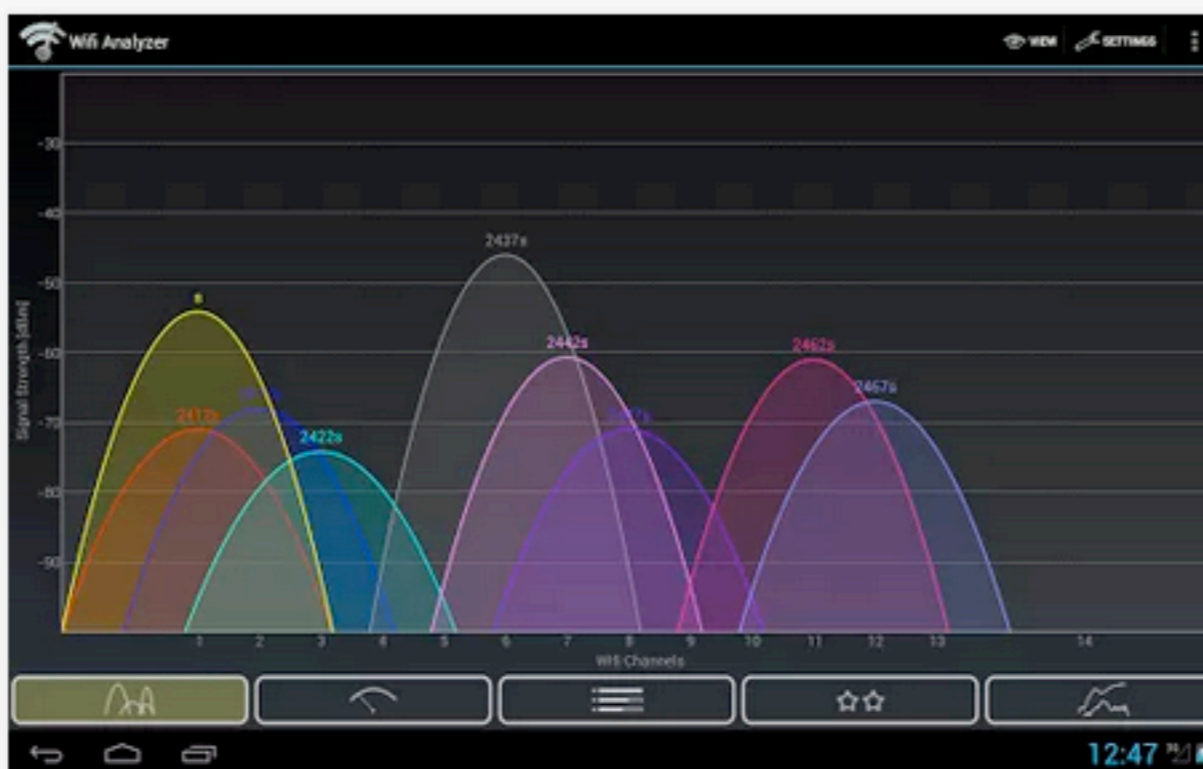 Wifi Analyzer
VIEW
SETTINGS
-30
-40
-50
-60
-70
-80
-90
Signal Strength [dBm]
2437s
s
2442s
2462s
2467s
2412s
2422s
1 2 3 4 5 6 7 8 9 10 11 12 13 14
Wifi Channels
12:47